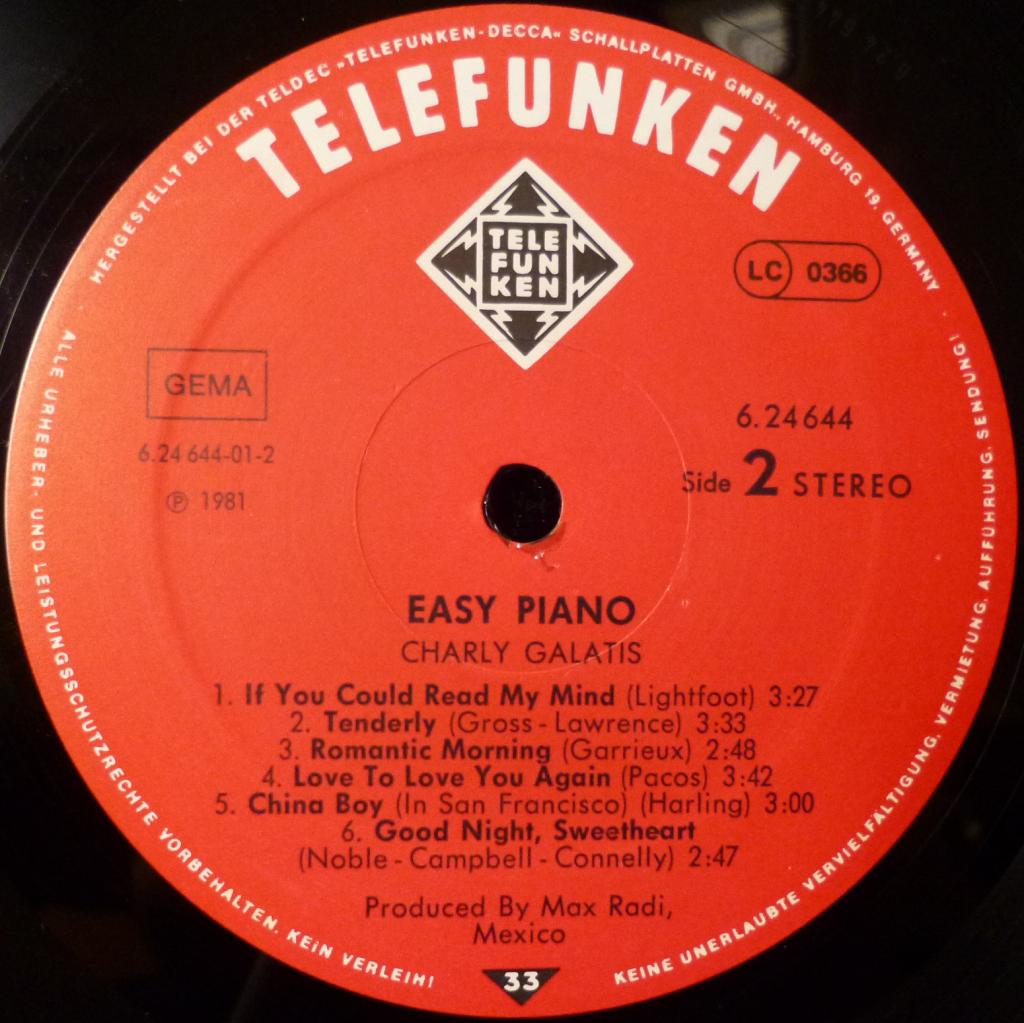 HERGESTELLT BEI DER TELDEC »TELEFUNKEN-DECCA« SCHALLPLATTEN GMBH., HAMBURG 19, GERMANY
TELEFUNKEN
TELE
FUN
KEN
LC 0366
GEMA
6.24644
6.24 644-01-2
Side 2 STEREO
℗ 1981
EASY PIANO
CHARLY GALATIS
1. If You Could Read My Mind (Lightfoot) 3:27
2. Tenderly (Gross - Lawrence) 3:33
3. Romantic Morning (Garrieux) 2:48
4. Love To Love You Again (Pacos) 3:42
5. China Boy (In San Francisco) (Harling) 3:00
6. Good Night, Sweetheart
(Noble - Campbell - Connelly) 2:47
Produced By Max Radi,
Mexico
33
ALLE URHEBER- UND LEISTUNGSSCHUTZRECHTE VORBEHALTEN. KEIN VERLEIH!
KEINE UNERLAUBTE VERVIELFÄLTIGUNG, VERMIETUNG, AUFFÜHRUNG, SENDUNG!